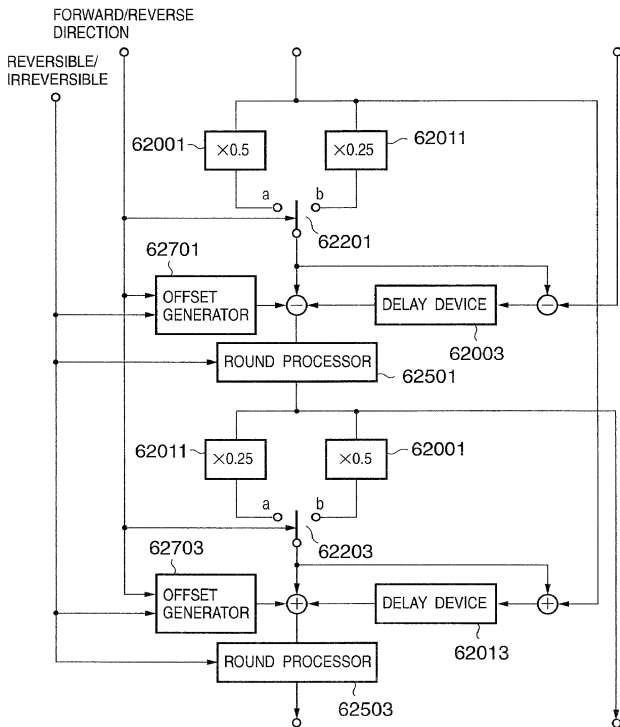 FORWARD/REVERSE
DIRECTION
REVERSIBLE/
IRREVERSIBLE
62001
×0.5
×0.25
62011
a
b
62201
62701
OFFSET
GENERATOR
−
DELAY DEVICE
−
62003
ROUND PROCESSOR
62501
62011
×0.25
×0.5
62001
a
b
62203
62703
OFFSET
GENERATOR
+
DELAY DEVICE
+
62013
ROUND PROCESSOR
62503